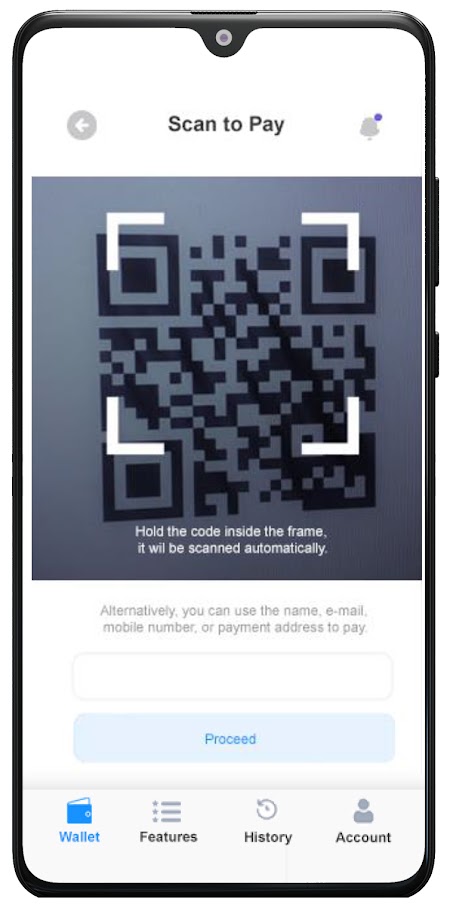 Scan to Pay
Hold the code inside the frame,
it wil be scanned automatically.
Alternatively, you can use the name, e-mail,
mobile number, or payment address to pay.
Proceed
Wallet
Features
History
Account